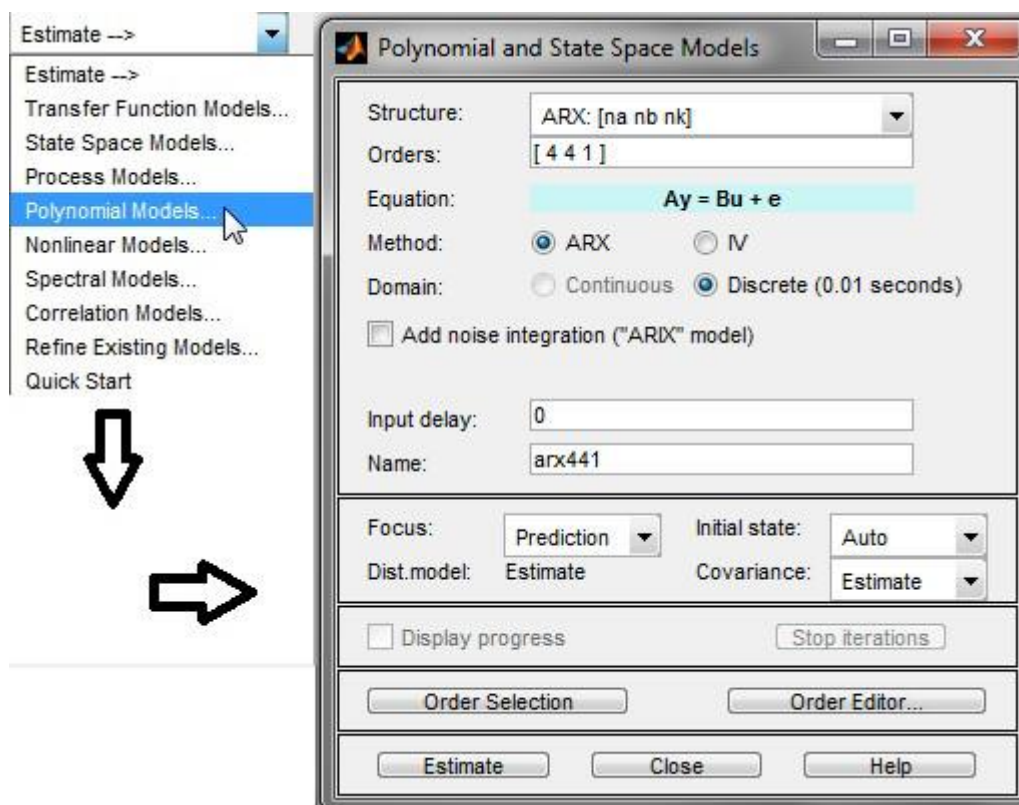 Estimate -->
Estimate -->
Transfer Function Models...
State Space Models...
Process Models...
Polynomial Models...
Nonlinear Models...
Spectral Models...
Correlation Models...
Refine Existing Models...
Quick Start
Polynomial and State Space Models
Structure: ARX: [na nb nk]
Orders: [ 4 4 1 ]
Equation: Ay = Bu + e
Method: ARX IV
Domain: Continuous Discrete (0.01 seconds)
Add noise integration ("ARIX" model)
Input delay: 0
Name: arx441
Focus: Prediction Initial state: Auto
Dist.model: Estimate Covariance: Estimate
Display progress Stop iterations
Order Selection Order Editor...
Estimate Close Help